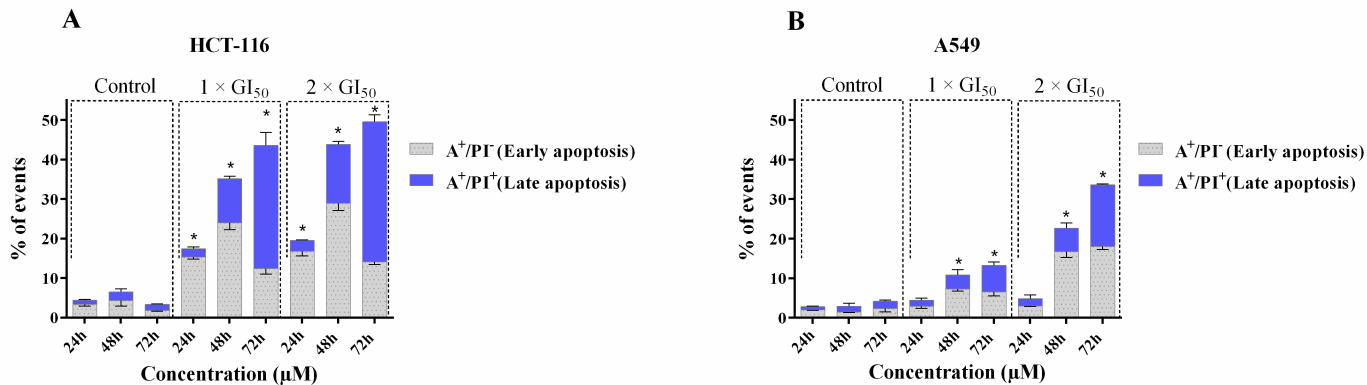 A
HCT-116
Control
1 × GI50
2 × GI50
% of events
50
40
30
20
10
0
24h
48h
72h
24h
48h
72h
24h
48h
72h
Concentration (µM)
* * * * * *
A+/PI- (Early apoptosis)
A+/PI+(Late apoptosis)
B
A549
Control
1 × GI50
2 × GI50
% of events
50
40
30
20
10
0
24h
48h
72h
24h
48h
72h
24h
48h
72h
Concentration (µM)
* * * *
A+/PI- (Early apoptosis)
A+/PI+(Late apoptosis)